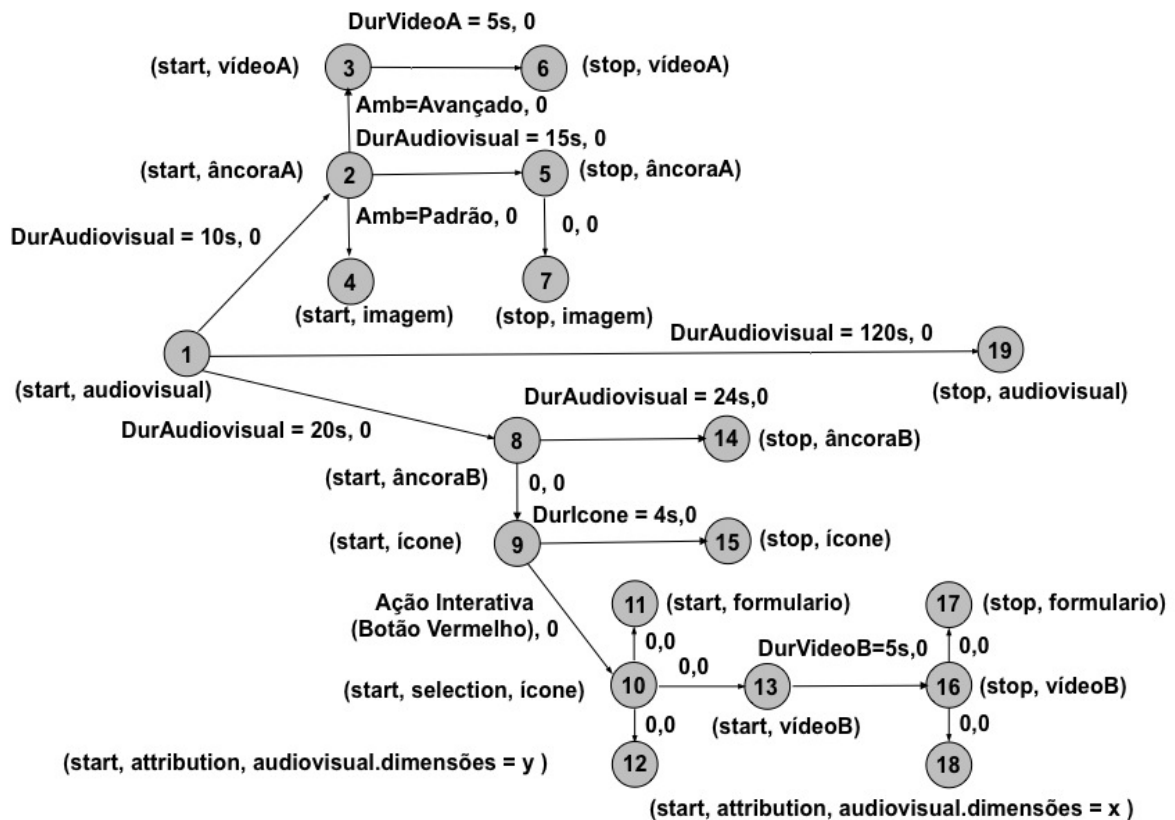 DurVideoA = 5s, 0
(start, vídeoA)
3
6
(stop, vídeoA)
Amb=Avançado, 0
DurAudiovisual = 15s, 0
(start, âncoraA)
2
5
(stop, âncoraA)
DurAudiovisual = 10s, 0
Amb=Padrão, 0
0, 0
4
7
(start, imagem)
(stop, imagem)
DurAudiovisual = 120s, 0
1
19
(start, audiovisual)
(stop, audiovisual)
DurAudiovisual = 24s,0
DurAudiovisual = 20s, 0
8
14
(stop, âncoraB)
(start, âncoraB)
0, 0
DurIcone = 4s,0
(start, ícone)
9
15
(stop, ícone)
Ação Interativa
(Botão Vermelho), 0
11
(start, formulario)
17
(stop, formulario)
0,0
0,0
DurVideoB=5s,0
0,0
(start, selection, ícone)
10
13
16
(stop, vídeoB)
0,0
(start, vídeoB)
0,0
(start, attribution, audiovisual.dimensões = y )
12
18
(start, attribution, audiovisual.dimensões = x )